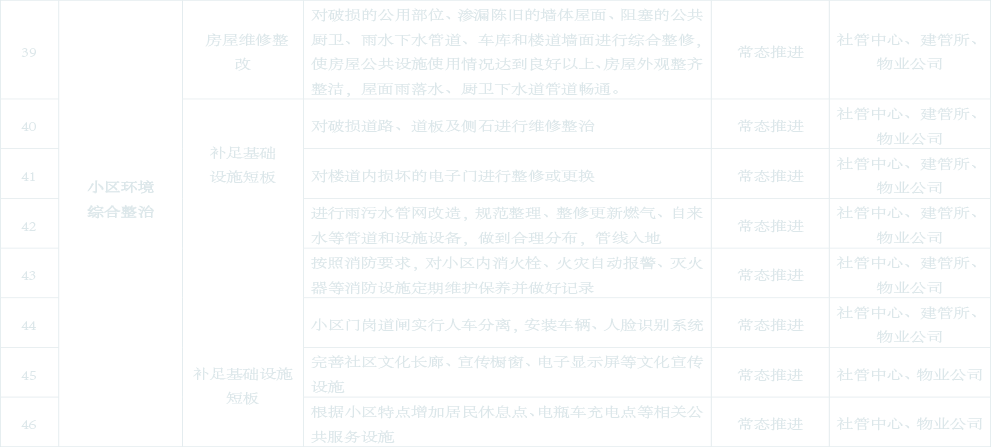 39
小区环境
综合整治
房屋维修整
改
对破损的公用部位、渗漏陈旧的墙体屋面、阻塞的公共
厨卫、雨水下水管道、车库和楼道墙面进行综合整修，
使房屋公共设施使用情况达到良好以上、房屋外观整齐
整洁，屋面雨落水、厨卫下水道管道畅通。
常态推进
社管中心、建管所、
物业公司
40
补足基础
设施短板
对破损道路、道板及侧石进行维修整治
常态推进
社管中心、建管所、
物业公司
41
对楼道内损坏的电子门进行整修或更换
常态推进
社管中心、建管所、
物业公司
42
进行雨污水管网改造，规范整理、整修更新燃气、自来
水等管道和设施设备，做到合理分布，管线入地
常态推进
社管中心、建管所、
物业公司
43
按照消防要求，对小区内消火栓、火灾自动报警、灭火
器等消防设施定期维护保养并做好记录
常态推进
社管中心、建管所、
物业公司
44
补足基础设施
短板
小区门岗道闸实行人车分离，安装车辆、人脸识别系统
常态推进
社管中心、建管所、
物业公司
45
完善社区文化长廊、宣传橱窗、电子显示屏等文化宣传
设施
常态推进
社管中心、物业公司
46
根据小区特点增加居民休息点、电瓶车充电点等相关公
共服务设施
常态推进
社管中心、物业公司